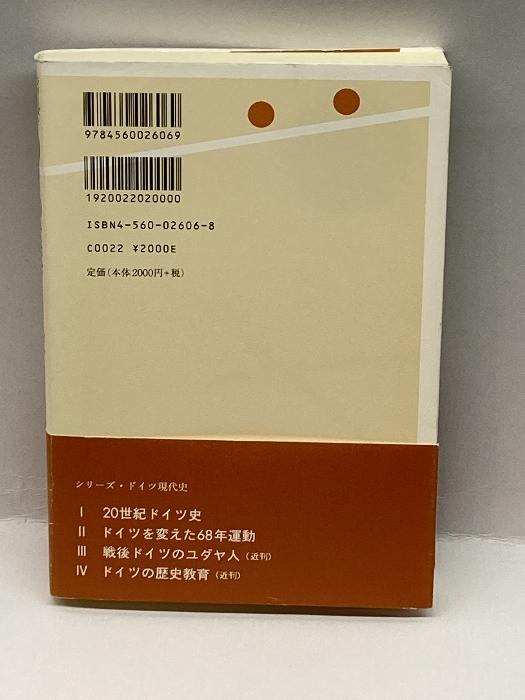 9784560026069
1920022020000
ISBN4-560-02606-8
C0022 ¥2000E
定価（本体2000円+税）
シリーズ・ドイツ現代史
Ⅰ 20世紀ドイツ史
Ⅱ ドイツを変えた68年運動
Ⅲ 戦後ドイツのユダヤ人（近刊）
Ⅳ ドイツの歴史教育（近刊）